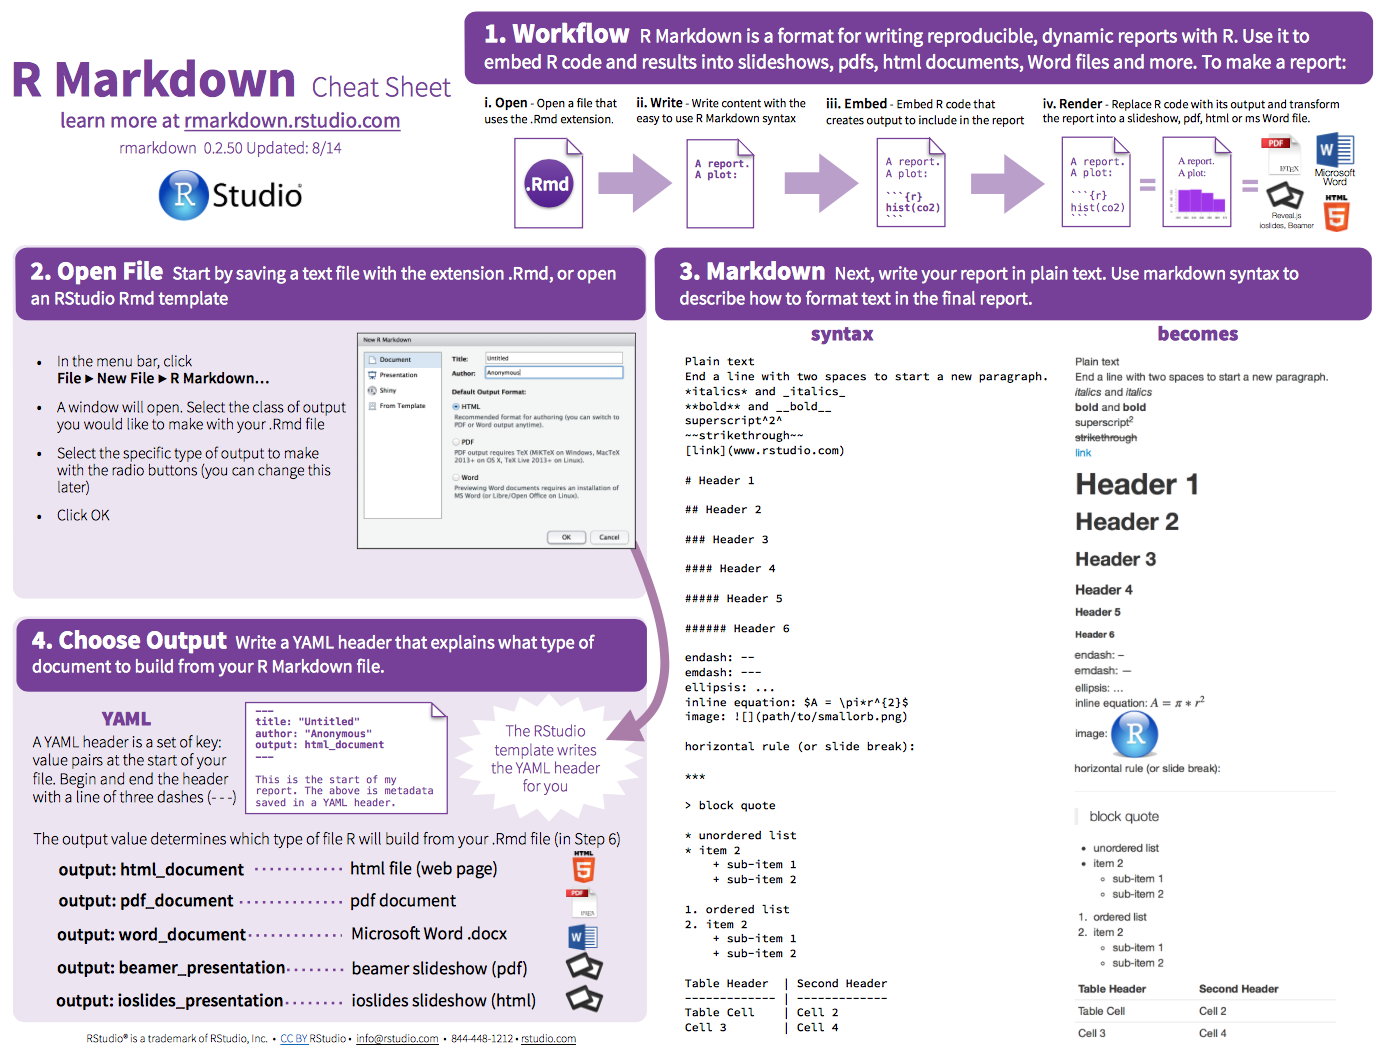 R Markdown Cheat Sheet
learn more at rmarkdown.rstudio.com
rmarkdown 0.2.50 Updated: 8/14
R Studio®
1. Workflow R Markdown is a format for writing reproducible, dynamic reports with R. Use it to
embed R code and results into slideshows, pdfs, html documents, Word files and more. To make a report:
i. Open - Open a file that
uses the .Rmd extension.
ii. Write - Write content with the
easy to use R Markdown syntax
iii. Embed - Embed R code that
creates output to include in the report
iv. Render - Replace R code with its output and transform
the report into a slideshow, pdf, html or ms Word file.
.Rmd
A report.
A plot:
A report.
A plot:
```{r}
hist(co2)
```
A report.
A plot:
```{r}
hist(co2)
```
=
A report.
A plot:
=
PDF
LATEX
W
Microsoft
Word
Reveal.js
ioslides, Beamer
HTML
5
2. Open File Start by saving a text file with the extension .Rmd, or open
an RStudio Rmd template
• In the menu bar, click
File ▸ New File ▸ R Markdown...
• A window will open. Select the class of output
you would like to make with your .Rmd file
• Select the specific type of output to make
with the radio buttons (you can change this
later)
• Click OK
New R Markdown
Document
Presentation
Shiny
From Template
Title: Untitled
Author: Anonymous
Default Output Format:
HTML
Recommended format for authoring (you can switch to
PDF or Word output anytime).
PDF
PDF output requires TeX (MiKTeX on Windows, MacTeX
2013+ on OS X, TeX Live 2013+ on Linux).
Word
Previewing Word documents requires an installation of
MS Word (or Libre/Open Office on Linux).
OK Cancel
4. Choose Output Write a YAML header that explains what type of
document to build from your R Markdown file.
YAML
A YAML header is a set of key:
value pairs at the start of your
file. Begin and end the header
with a line of three dashes (- - -)
---
title: "Untitled"
author: "Anonymous"
output: html_document
---
This is the start of my
report. The above is metadata
saved in a YAML header.
The RStudio
template writes
the YAML header
for you
The output value determines which type of file R will build from your .Rmd file (in Step 6)
output: html_document ············ html file (web page)
HTML
5
output: pdf_document ·············· pdf document
PDF
output: word_document ············· Microsoft Word .docx
W
output: beamer_presentation ········ beamer slideshow (pdf)
output: ioslides_presentation ········ ioslides slideshow (html)
3. Markdown Next, write your report in plain text. Use markdown syntax to
describe how to format text in the final report.
syntax
Plain text
End a line with two spaces to start a new paragraph.
*italics* and _italics_
**bold** and __bold__
superscript^2^
~~strikethrough~~
[link](www.rstudio.com)
# Header 1
## Header 2
### Header 3
#### Header 4
##### Header 5
###### Header 6
endash: --
emdash: ---
ellipsis: ...
inline equation: $A = \pi*r^{2}$
image: ![](path/to/smallorb.png)
horizontal rule (or slide break):
***
> block quote
* unordered list
* item 2
+ sub-item 1
+ sub-item 2
1. ordered list
2. item 2
+ sub-item 1
+ sub-item 2
Table Header | Second Header
------------- | -------------
Table Cell | Cell 2
Cell 3 | Cell 4
becomes
Plain text
End a line with two spaces to start a new paragraph.
italics and italics
bold and bold
superscript²
strikethrough
link
Header 1
Header 2
Header 3
Header 4
Header 5
Header 6
endash: –
emdash: —
ellipsis: ...
inline equation: A = π * r²
image: R
horizontal rule (or slide break):
block quote
• unordered list
• item 2
◦ sub-item 1
◦ sub-item 2
1. ordered list
2. item 2
◦ sub-item 1
◦ sub-item 2
Table Header Second Header
Table Cell Cell 2
Cell 3 Cell 4
RStudio® is a trademark of RStudio, Inc. • CC BY RStudio • info@rstudio.com • 844-448-1212 • rstudio.com